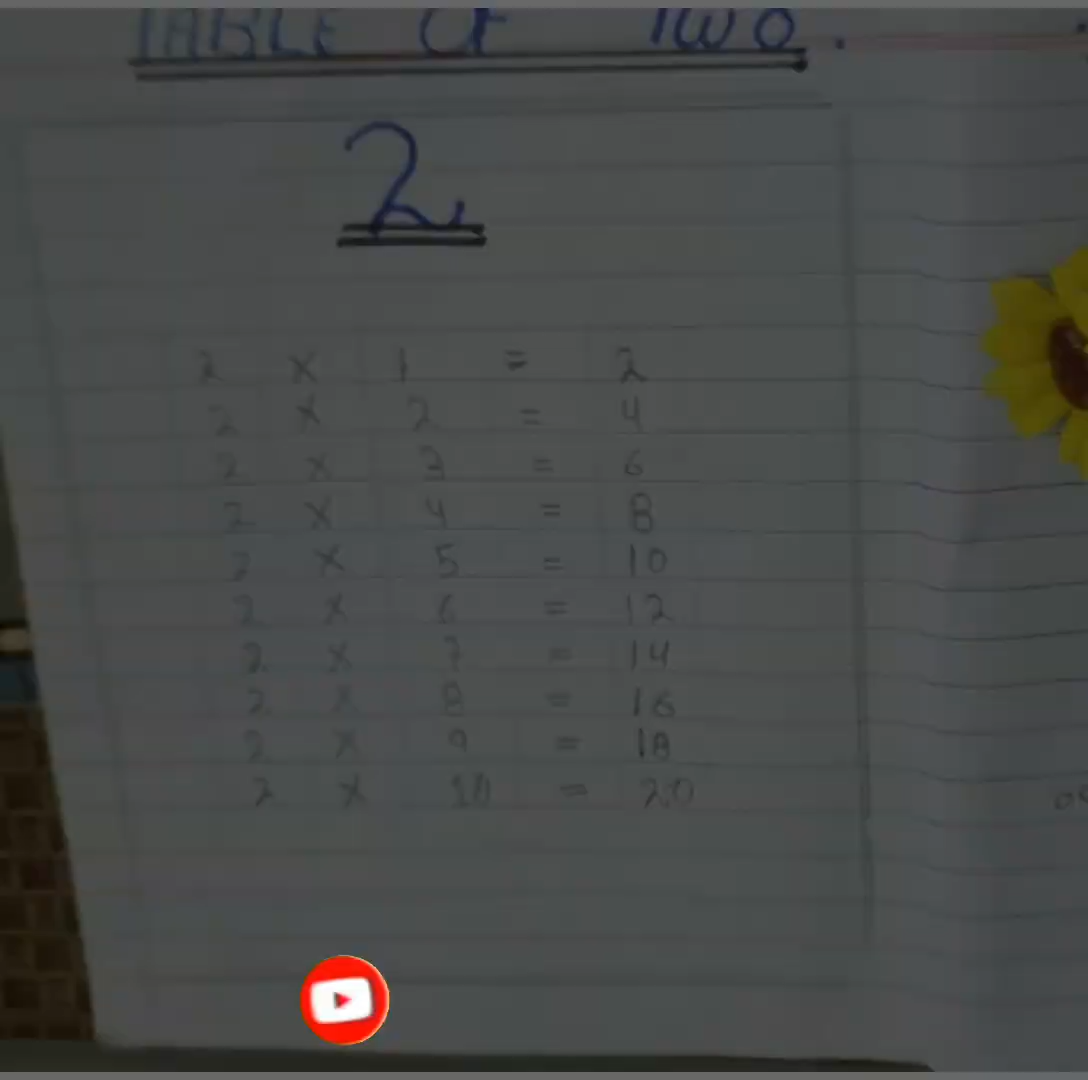 TABLE OF TWO.
2
2 × 1 = 2
2 × 2 = 4
2 × 3 = 6
2 × 4 = 8
2 × 5 = 10
2 × 6 = 12
2 × 7 = 14
2 × 8 = 16
2 × 9 = 18
2 × 10 = 20